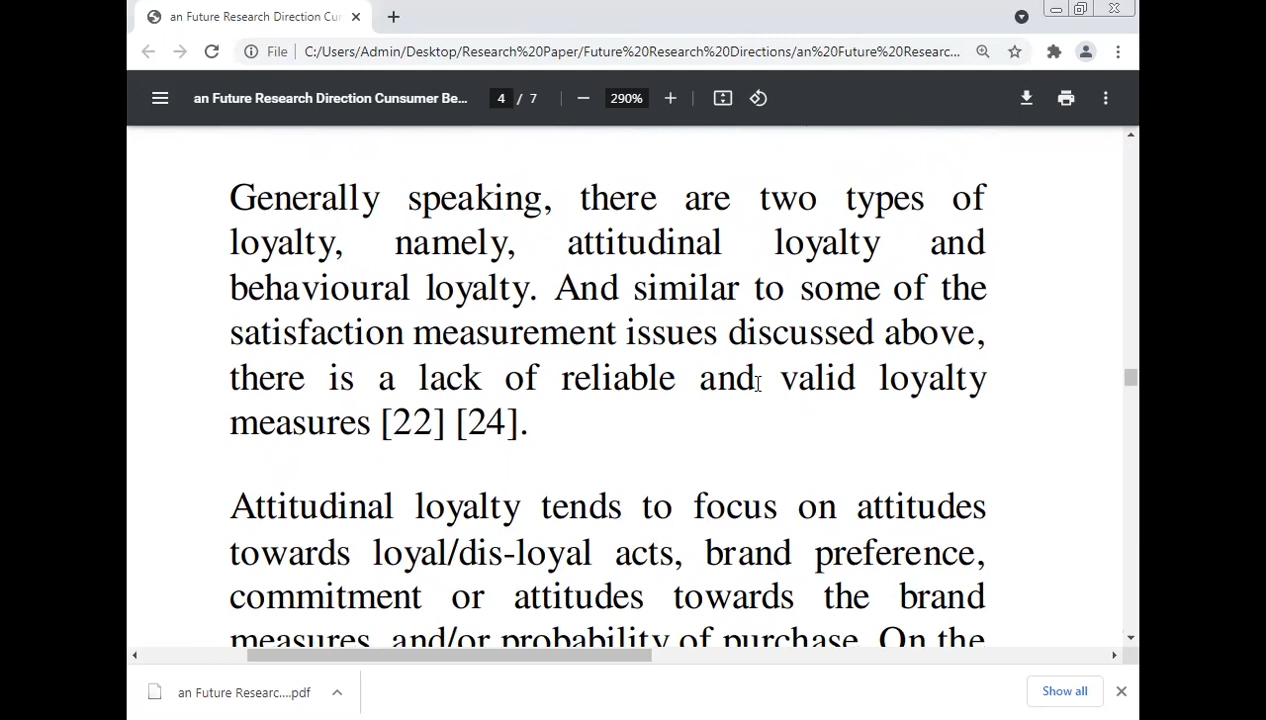 an Future Research Direction Cur
File
C:/Users/Admin/Desktop/Research%20Paper/Future%20Research%20Directions/an%20Future%20Researc...
an Future Research Direction Cunsumer Be...
4 / 7
290%
Generally speaking, there are two types of
loyalty, namely, attitudinal loyalty and
behavioural loyalty. And similar to some of the
satisfaction measurement issues discussed above,
there is a lack of reliable and valid loyalty
measures [22] [24].
Attitudinal loyalty tends to focus on attitudes
towards loyal/dis-loyal acts, brand preference,
commitment or attitudes towards the brand
measures, and/or probability of purchase. On the
an Future Researc....pdf
Show all